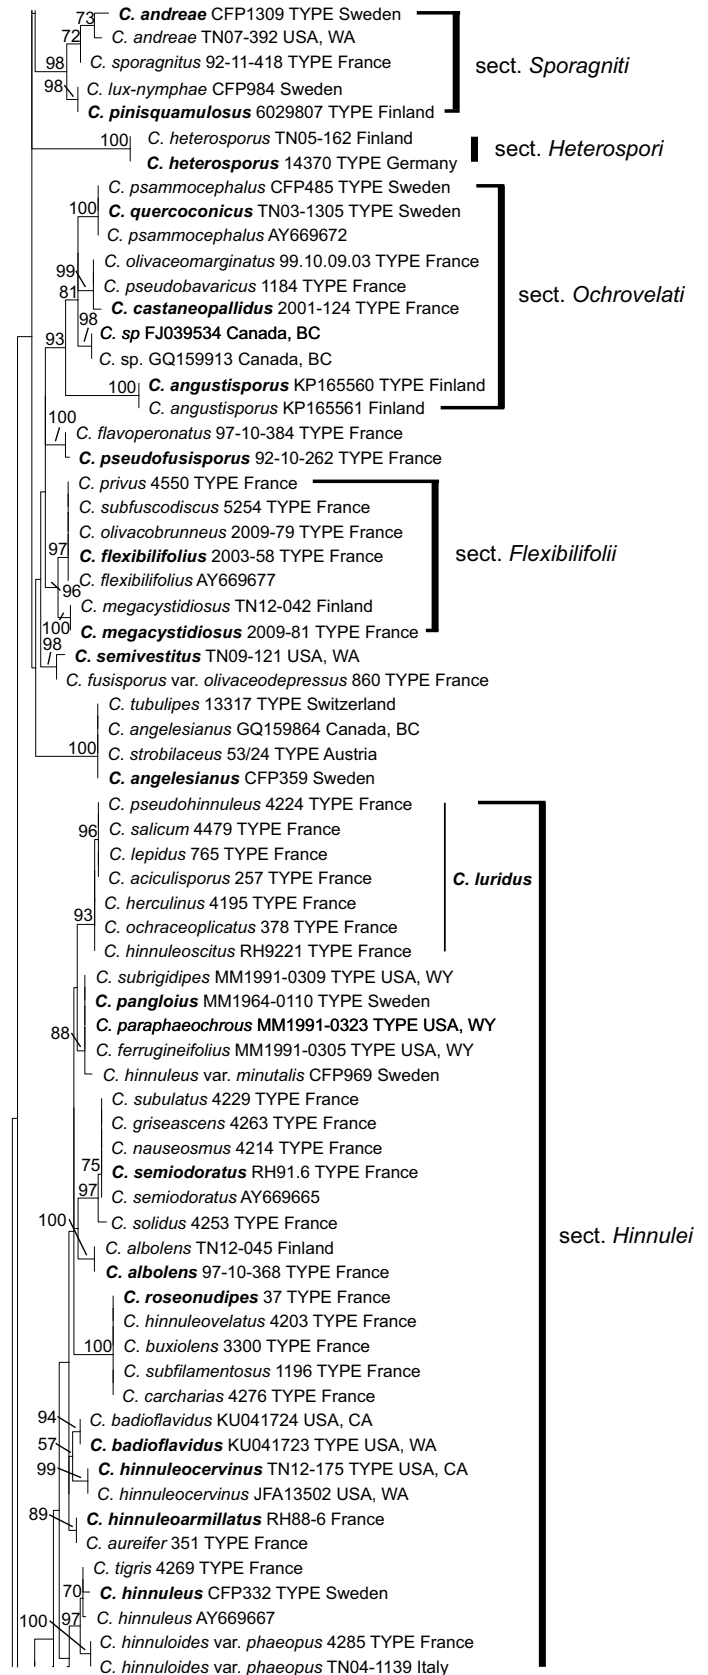 73
C. andreae CFP1309 TYPE Sweden
72
C. andreae TN07-392 USA, WA
C. sporagnitus 92-11-418 TYPE France
98
sect. Sporagniti
98
C. lux-nymphae CFP984 Sweden
C. pinisquamulosus 6029807 TYPE Finland
100
C. heterosporus TN05-162 Finland
sect. Heterospori
C. heterosporus 14370 TYPE Germany
C. psammocephalus CFP485 TYPE Sweden
100
C. quercoconicus TN03-1305 TYPE Sweden
C. psammocephalus AY669672
C. olivaceomarginatus 99.10.09.03 TYPE France
99
C. pseudobavaricus 1184 TYPE France
81
sect. Ochrovelati
C. castaneopallidus 2001-124 TYPE France
98
C. sp FJ039534 Canada, BC
93
C. sp. GQ159913 Canada, BC
100
C. angustisporus KP165560 TYPE Finland
C. angustisporus KP165561 Finland
100
C. flavoperonatus 97-10-384 TYPE France
C. pseudofusisporus 92-10-262 TYPE France
C. privus 4550 TYPE France
C. subfuscodiscus 5254 TYPE France
C. olivacobrunneus 2009-79 TYPE France
97
C. flexibilifolius 2003-58 TYPE France
sect. Flexibilifolii
C. flexibilifolius AY669677
96
C. megacystidiosus TN12-042 Finland
100
C. megacystidiosus 2009-81 TYPE France
98
C. semivestitus TN09-121 USA, WA
C. fusisporus var. olivaceodepressus 860 TYPE France
C. tubulipes 13317 TYPE Switzerland
C. angelesianus GQ159864 Canada, BC
100
C. strobilaceus 53/24 TYPE Austria
C. angelesianus CFP359 Sweden
C. pseudohinnuleus 4224 TYPE France
96
C. salicum 4479 TYPE France
C. lepidus 765 TYPE France
C. aciculisporus 257 TYPE France
C. luridus
C. herculinus 4195 TYPE France
93
C. ochraceoplicatus 378 TYPE France
C. hinnuleoscitus RH9221 TYPE France
C. subrigidipes MM1991-0309 TYPE USA, WY
C. pangloius MM1964-0110 TYPE Sweden
C. paraphaeochrous MM1991-0323 TYPE USA, WY
88
C. ferrugineifolius MM1991-0305 TYPE USA, WY
C. hinnuleus var. minutalis CFP969 Sweden
C. subulatus 4229 TYPE France
C. griseascens 4263 TYPE France
C. nauseosmus 4214 TYPE France
75
C. semiodoratus RH91.6 TYPE France
97
C. semiodoratus AY669665
C. solidus 4253 TYPE France
100
sect. Hinnulei
C. albolens TN12-045 Finland
C. albolens 97-10-368 TYPE France
C. roseonudipes 37 TYPE France
C. hinnuleovelatus 4203 TYPE France
100
C. buxiolens 3300 TYPE France
C. subfilamentosus 1196 TYPE France
C. carcharias 4276 TYPE France
94
C. badioflavidus KU041724 USA, CA
57
C. badioflavidus KU041723 TYPE USA, WA
99
C. hinnuleocervinus TN12-175 TYPE USA, CA
C. hinnuleocervinus JFA13502 USA, WA
89
C. hinnuleoarmillatus RH88-6 France
C. aureifer 351 TYPE France
C. tigris 4269 TYPE France
70
C. hinnuleus CFP332 TYPE Sweden
100
97
C. hinnuleus AY669667
C. hinnuloides var. phaeopus 4285 TYPE France
C. hinnuloides var. phaeopus TN04-1139 Italy